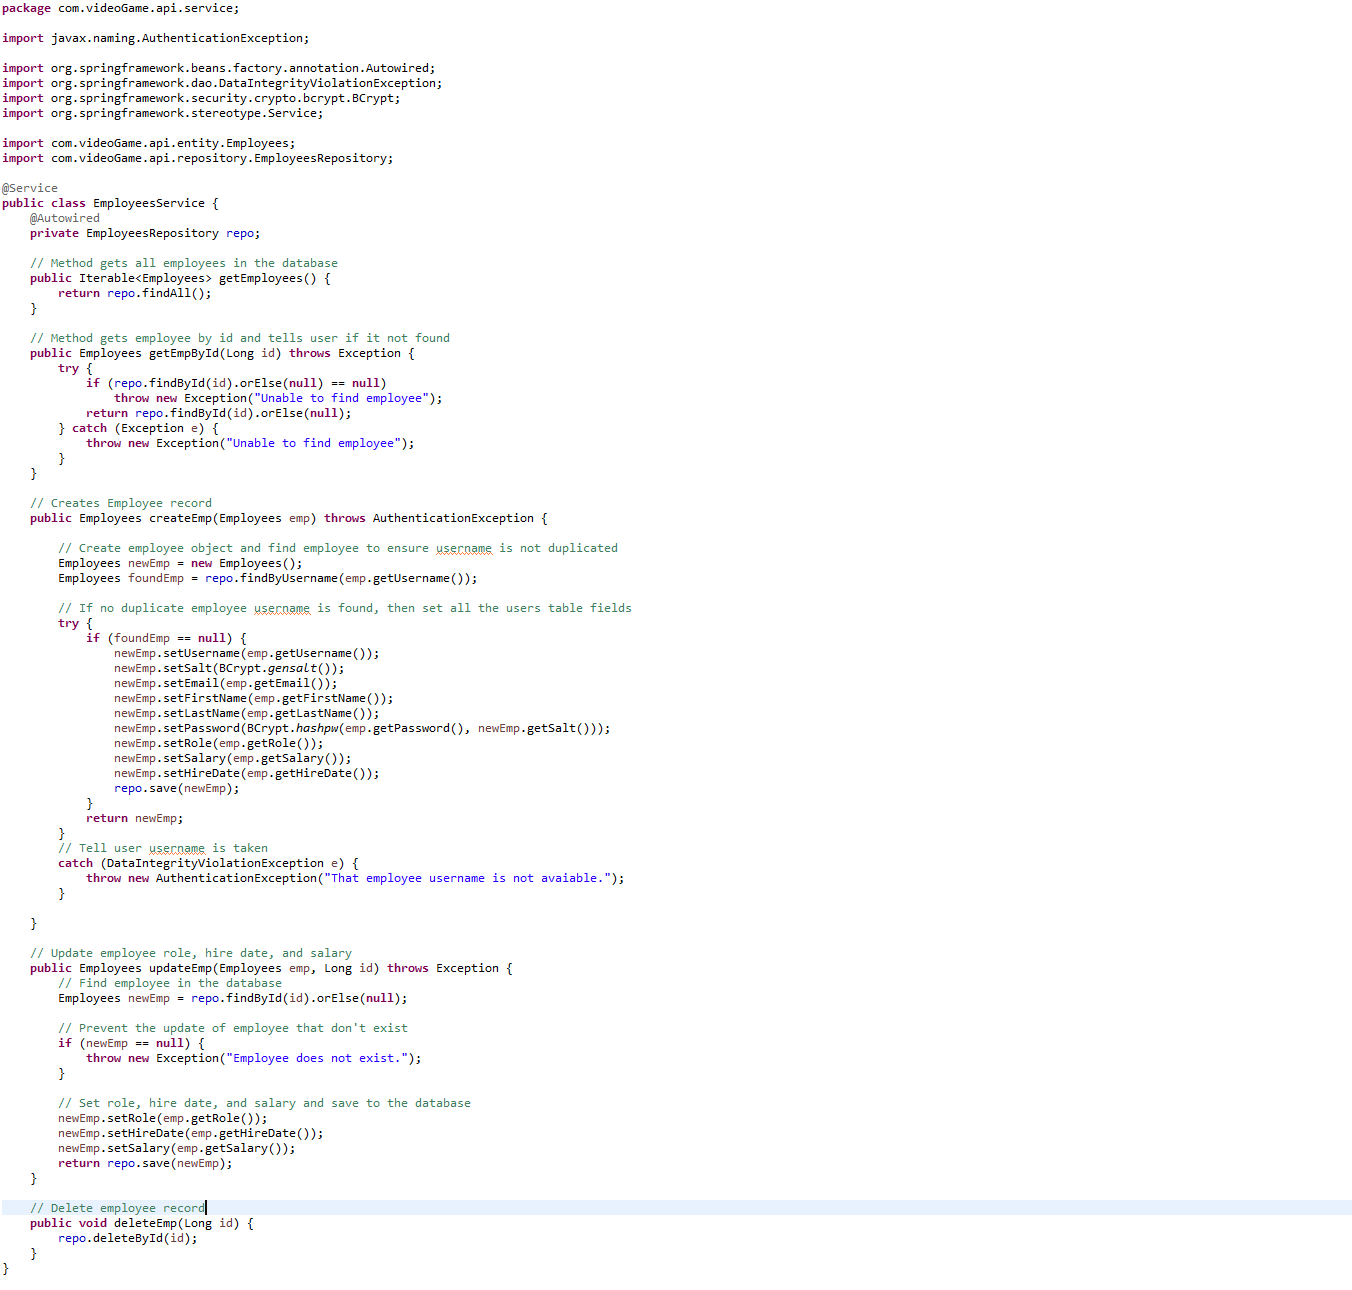 package com.videoGame.api.service;
import javax.naming.AuthenticationException;
import org.springframework.beans.factory.annotation.Autowired;
import org.springframework.dao.DataIntegrityViolationException;
import org.springframework.security.crypto.bcrypt.BCrypt;
import org.springframework.stereotype.Service;
import com.videoGame.api.entity.Employees;
import com.videoGame.api.repository.EmployeesRepository;
@Service
public class EmployeesService {
@Autowired
private EmployeesRepository repo;
// Method gets all employees in the database
public Iterable<Employees> getEmployees() {
return repo.findAll();
}
// Method gets employee by id and tells user if it not found
public Employees getEmpById(Long id) throws Exception {
try {
if (repo.findById(id).orElse(null) == null)
throw new Exception("Unable to find employee");
return repo.findById(id).orElse(null);
} catch (Exception e) {
throw new Exception("Unable to find employee");
}
}
// Creates Employee record
public Employees createEmp(Employees emp) throws AuthenticationException {
// Create employee object and find employee to ensure username is not duplicated
Employees newEmp = new Employees();
Employees foundEmp = repo.findByUsername(emp.getUsername());
// If no duplicate employee username is found, then set all the users table fields
try {
if (foundEmp == null) {
newEmp.setUsername(emp.getUsername());
newEmp.setSalt(BCrypt.gensalt());
newEmp.setEmail(emp.getEmail());
newEmp.setFirstName(emp.getFirstName());
newEmp.setLastName(emp.getLastName());
newEmp.setPassword(BCrypt.hashpw(emp.getPassword(), newEmp.getSalt()));
newEmp.setRole(emp.getRole());
newEmp.setSalary(emp.getSalary());
newEmp.setHireDate(emp.getHireDate());
repo.save(newEmp);
}
return newEmp;
}
// Tell user username is taken
catch (DataIntegrityViolationException e) {
throw new AuthenticationException("That employee username is not avaiable.");
}
}
// Update employee role, hire date, and salary
public Employees updateEmp(Employees emp, Long id) throws Exception {
// Find employee in the database
Employees newEmp = repo.findById(id).orElse(null);
// Prevent the update of employee that don't exist
if (newEmp == null) {
throw new Exception("Employee does not exist.");
}
// Set role, hire date, and salary and save to the database
newEmp.setRole(emp.getRole());
newEmp.setHireDate(emp.getHireDate());
newEmp.setSalary(emp.getSalary());
return repo.save(newEmp);
}
// Delete employee record
public void deleteEmp(Long id) {
repo.deleteById(id);
}
}